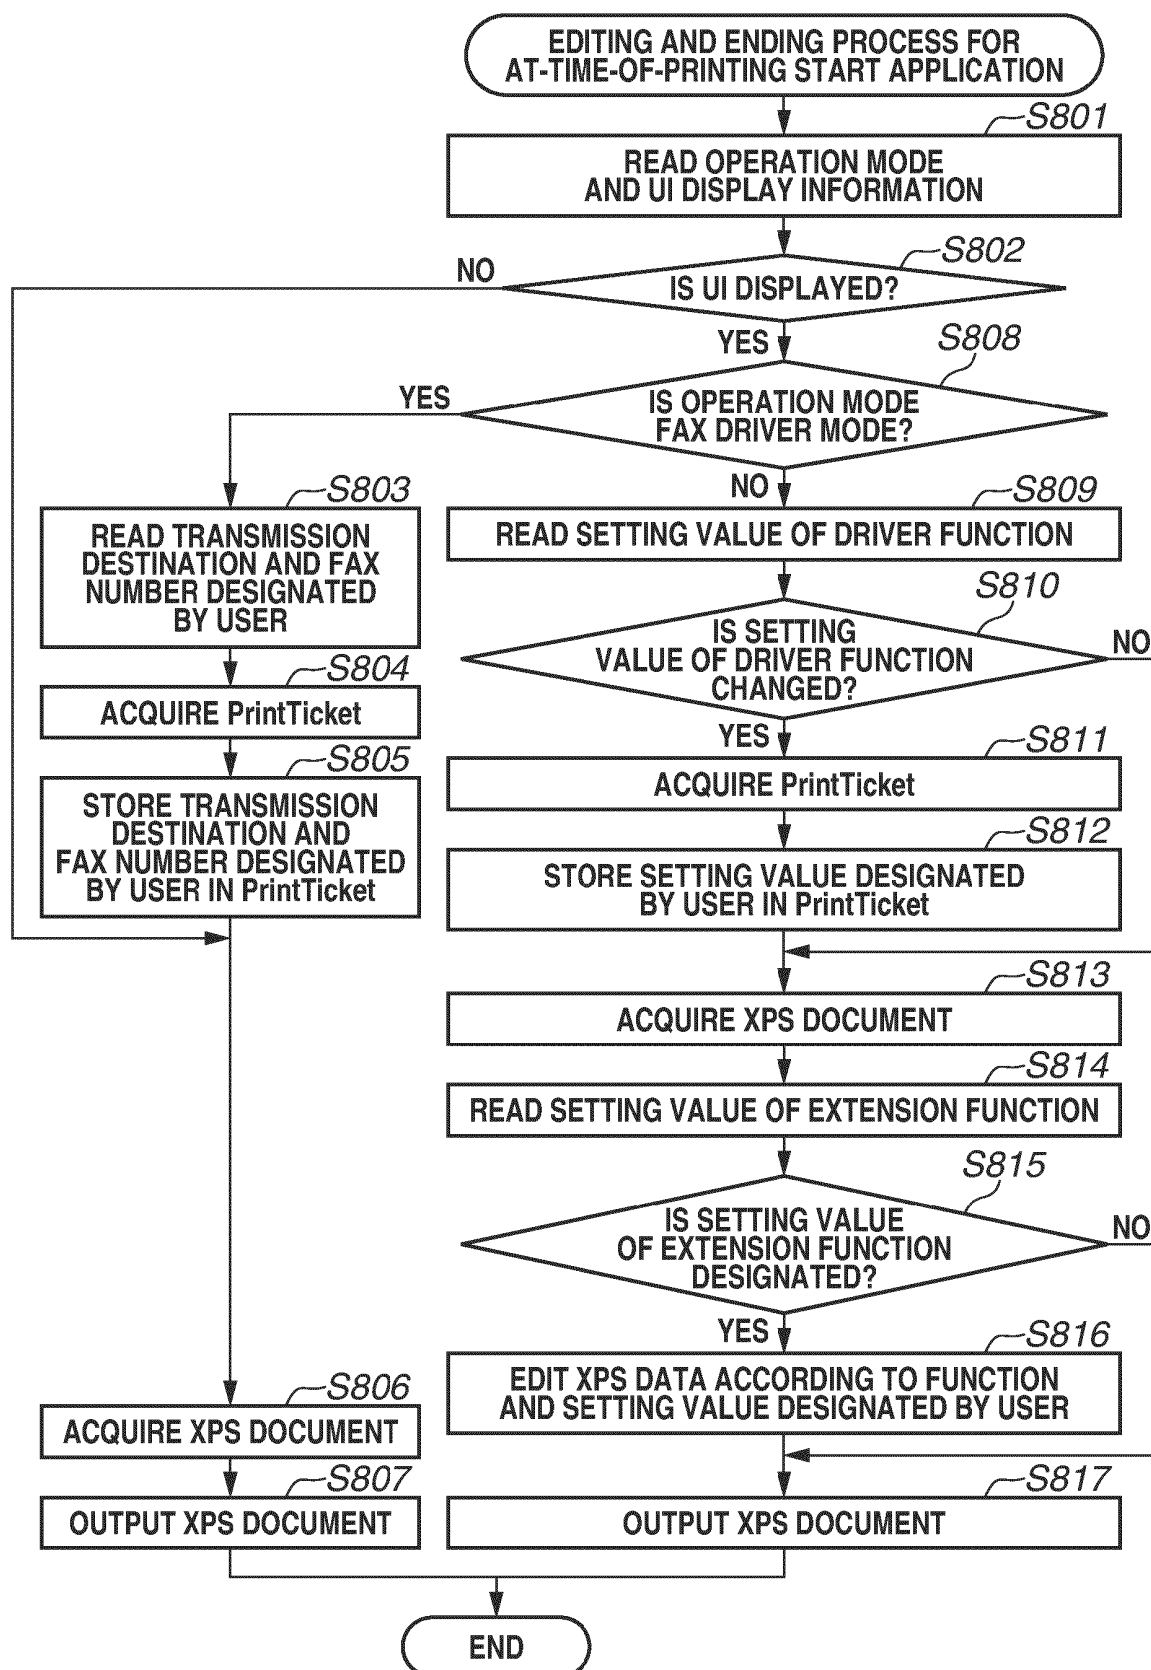 EDITING AND ENDING PROCESS FOR
AT-TIME-OF-PRINTING START APPLICATION
S801
READ OPERATION MODE
AND UI DISPLAY INFORMATION
S802
NO
IS UI DISPLAYED?
YES
S808
YES
IS OPERATION MODE
FAX DRIVER MODE?
NO
S803
READ TRANSMISSION
DESTINATION AND FAX
NUMBER DESIGNATED
BY USER
S804
ACQUIRE PrintTicket
S805
STORE TRANSMISSION
DESTINATION AND
FAX NUMBER DESIGNATED
BY USER IN PrintTicket
S809
READ SETTING VALUE OF DRIVER FUNCTION
S810
IS SETTING
VALUE OF DRIVER FUNCTION
CHANGED?
NO
YES
S811
ACQUIRE PrintTicket
S812
STORE SETTING VALUE DESIGNATED
BY USER IN PrintTicket
S813
ACQUIRE XPS DOCUMENT
S814
READ SETTING VALUE OF EXTENSION FUNCTION
S815
IS SETTING VALUE
OF EXTENSION FUNCTION
DESIGNATED?
NO
YES
S816
EDIT XPS DATA ACCORDING TO FUNCTION
AND SETTING VALUE DESIGNATED BY USER
S806
ACQUIRE XPS DOCUMENT
S807
OUTPUT XPS DOCUMENT
S817
OUTPUT XPS DOCUMENT
END